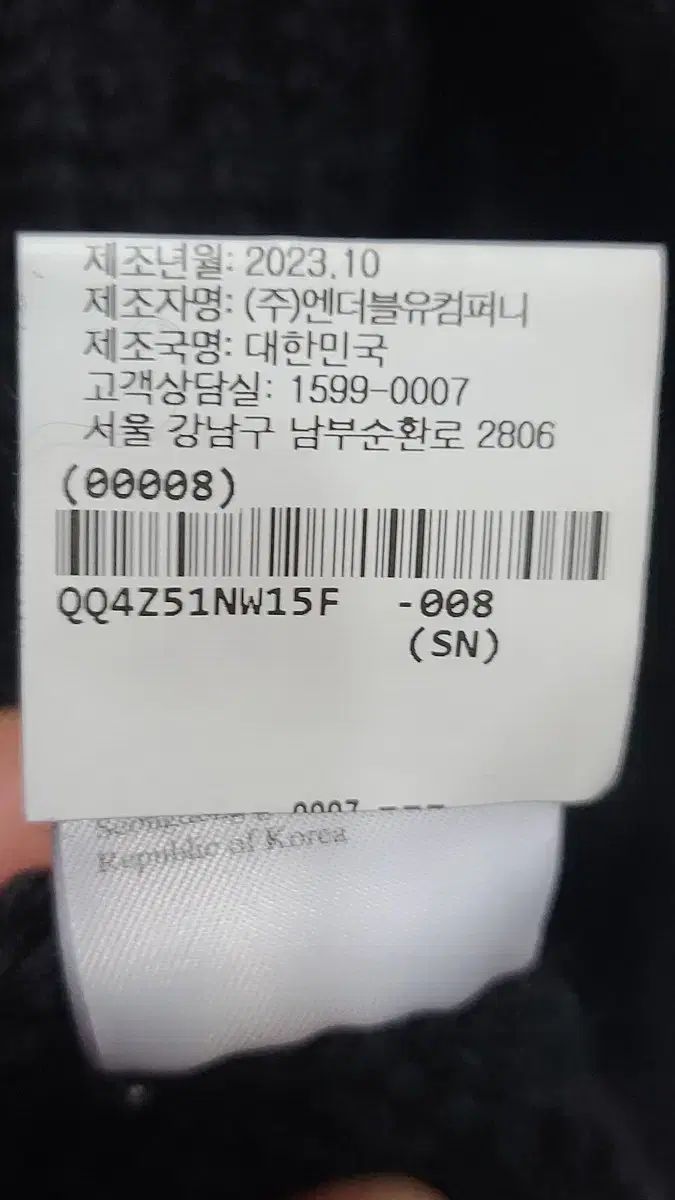 제조년월: 2023.10
제조자명: (주)엔더블유컴퍼니
제조국명: 대한민국
고객상담실: 1599-0007
서울 강남구 남부순환로 2806
(00008)
QQ4Z51NW15F -008
(SN)
Republic of Korea